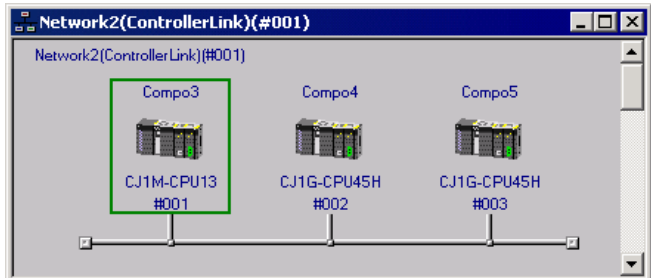 Network2(ControllerLink)(#001)
Network2(ControllerLink)(#001)
Compo3 Compo4 Compo5
CJ1M-CPU13 CJ1G-CPU45H CJ1G-CPU45H
#001 #002 #003